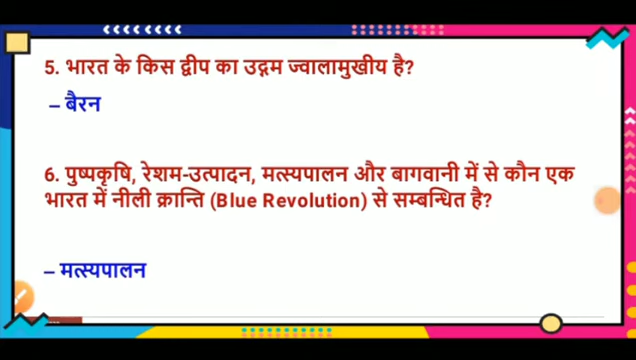 5. भारत के किस द्वीप का उद्गम ज्वालामुखीय है?
– बैरन
6. पुष्पकृषि, रेशम-उत्पादन, मत्स्यपालन और बागवानी में से कौन एक
भारत में नीली क्रान्ति (Blue Revolution) से सम्बन्धित है?
– मत्स्यपालन